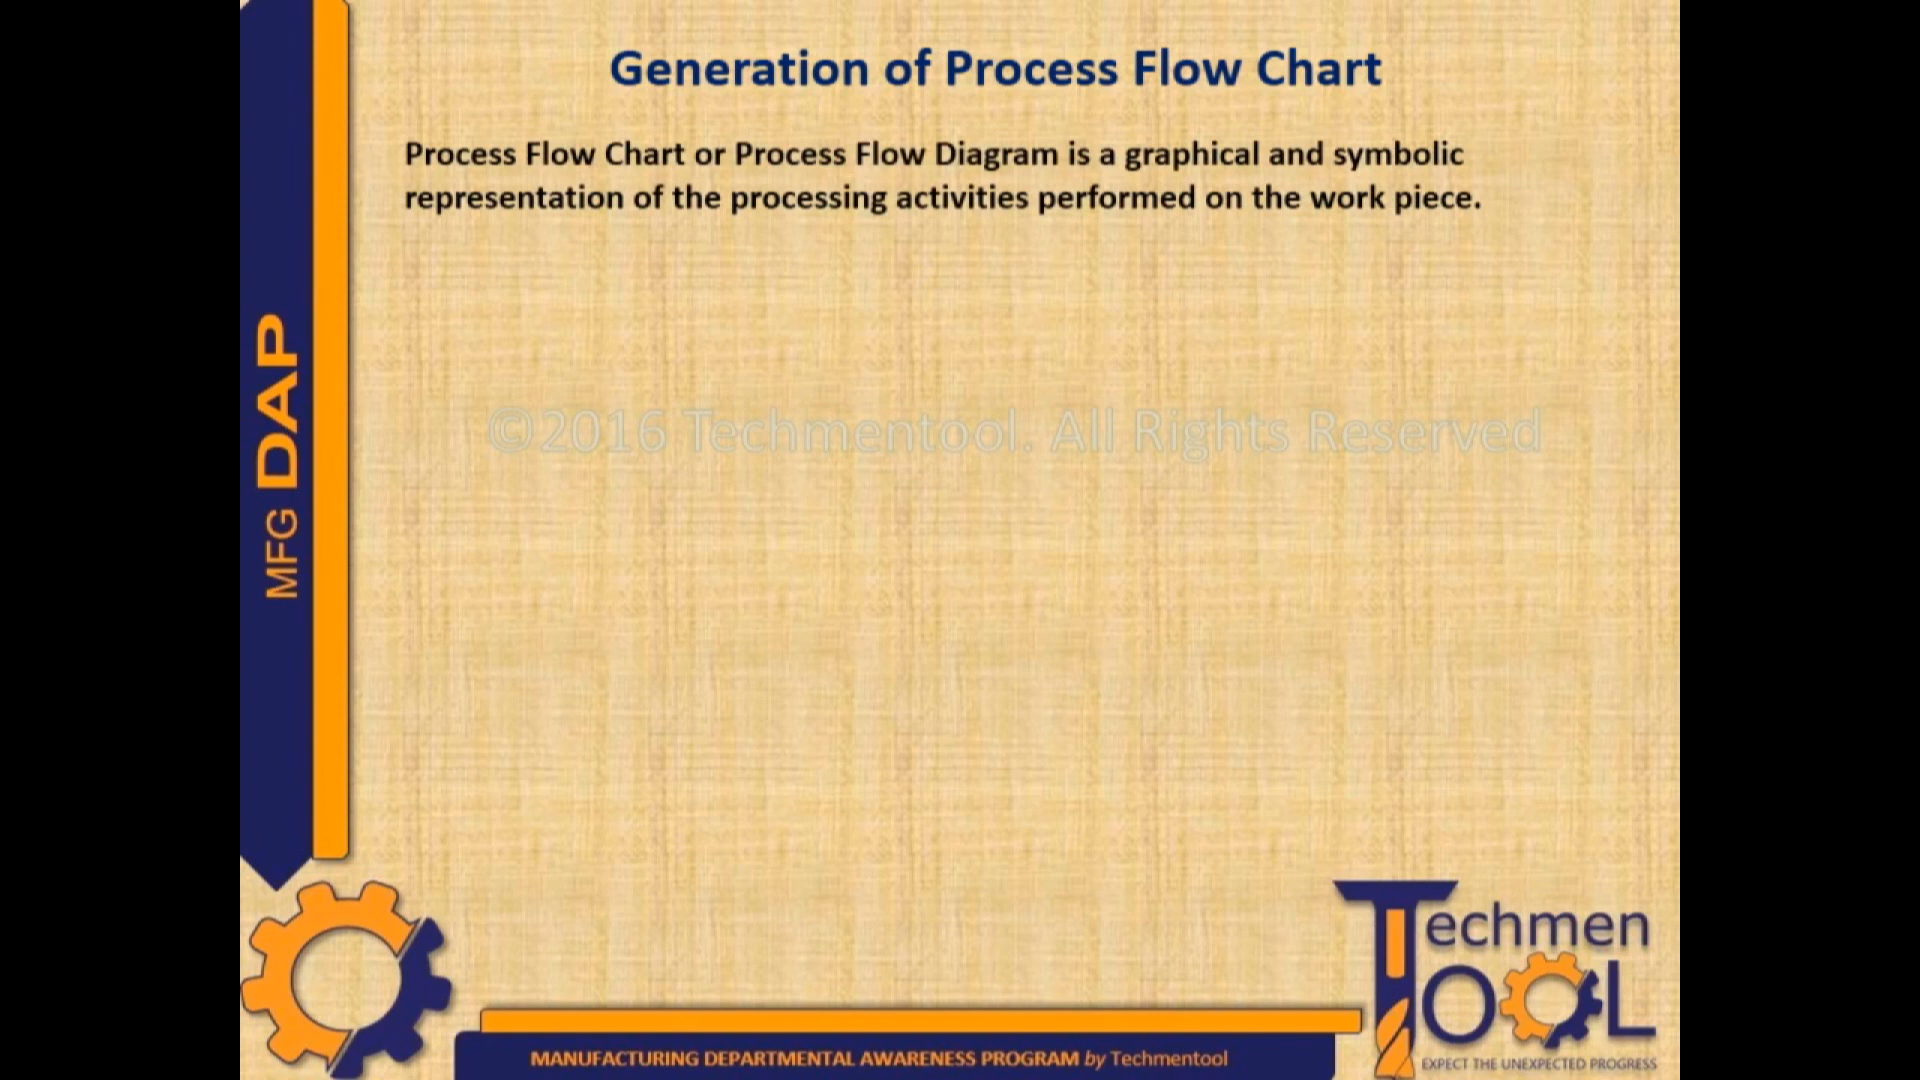 Generation of Process Flow Chart
Process Flow Chart or Process Flow Diagram is a graphical and symbolic
representation of the processing activities performed on the work piece.
©2016 Techmentool. All Rights Reserved
MFG DAP
Techmen
TOOL
EXPECT THE UNEXPECTED PROGRESS
MANUFACTURING DEPARTMENTAL AWARENESS PROGRAM by Techmentool